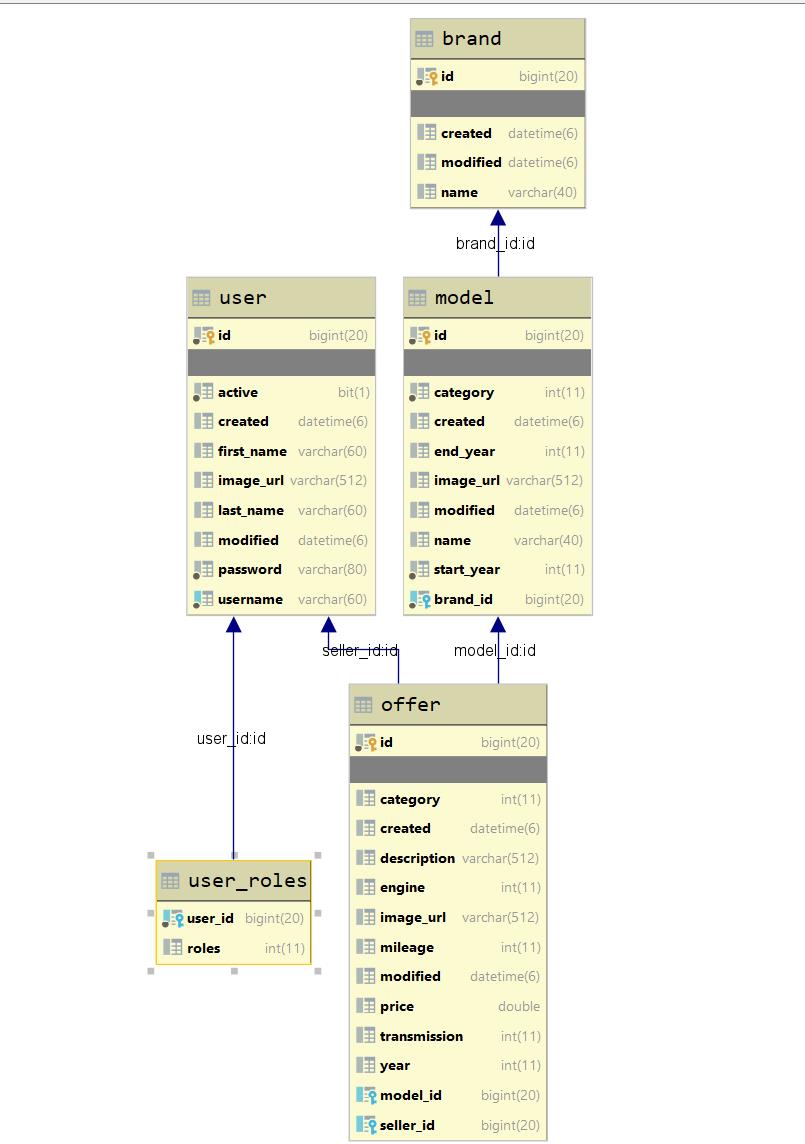 brand
id bigint(20)
created datetime(6)
modified datetime(6)
name varchar(40)
brand_id:id
user
id bigint(20)
active bit(1)
created datetime(6)
first_name varchar(60)
image_url varchar(512)
last_name varchar(60)
modified datetime(6)
password varchar(80)
username varchar(60)
model
id bigint(20)
category int(11)
created datetime(6)
end_year int(11)
image_url varchar(512)
modified datetime(6)
name varchar(40)
start_year int(11)
brand_id bigint(20)
seller_id:id
model_id:id
user_id:id
offer
id bigint(20)
category int(11)
created datetime(6)
description varchar(512)
engine int(11)
image_url varchar(512)
mileage int(11)
modified datetime(6)
price double
transmission int(11)
year int(11)
model_id bigint(20)
seller_id bigint(20)
user_roles
user_id bigint(20)
roles int(11)